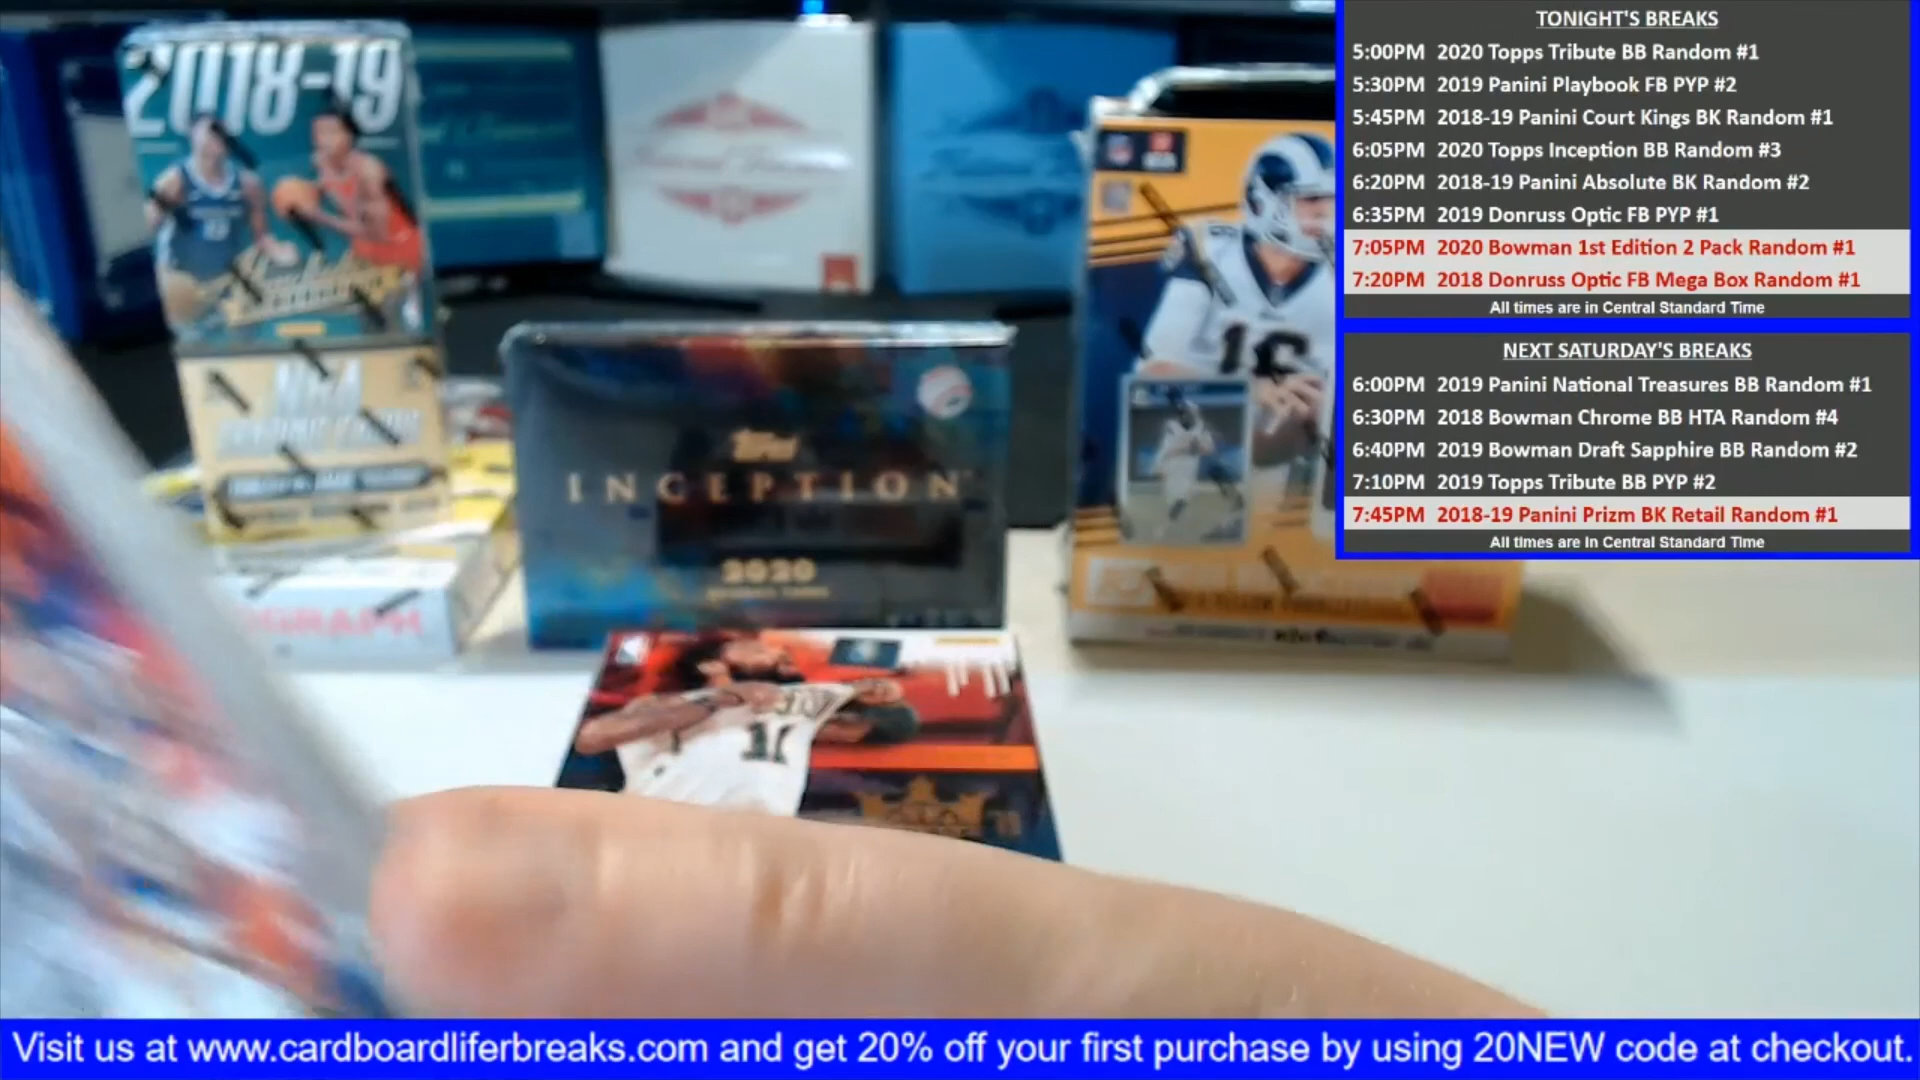 TONIGHT'S BREAKS
5:00PM 2020 Topps Tribute BB Random #1
5:30PM 2019 Panini Playbook FB PYP #2
5:45PM 2018-19 Panini Court Kings BK Random #1
6:05PM 2020 Topps Inception BB Random #3
6:20PM 2018-19 Panini Absolute BK Random #2
6:35PM 2019 Donruss Optic FB PYP #1
7:05PM 2020 Bowman 1st Edition 2 Pack Random #1
7:20PM 2018 Donruss Optic FB Mega Box Random #1
All times are in Central Standard Time
NEXT SATURDAY'S BREAKS
6:00PM 2019 Panini National Treasures BB Random #1
6:30PM 2018 Bowman Chrome BB HTA Random #4
6:40PM 2019 Bowman Draft Sapphire BB Random #2
7:10PM 2019 Topps Tribute BB PYP #2
7:45PM 2018-19 Panini Prizm BK Retail Random #1
All times are in Central Standard Time
2018-19
NBA
Topps
INCEPTION
2020
16
11
Visit us at www.cardboardliferbreaks.com and get 20% off your first purchase by using 20NEW code at checkout.